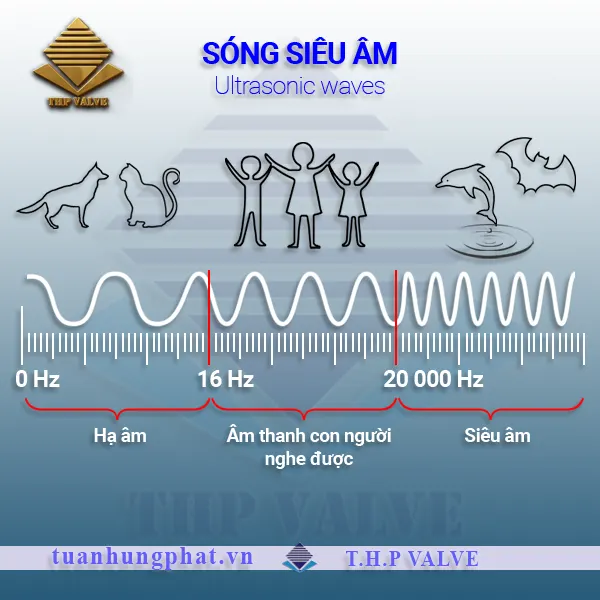 THP VALVE
SÓNG SIÊU ÂM
Ultrasonic waves
0 Hz
16 Hz
20 000 Hz
Hạ âm
Âm thanh con người
nghe được
Siêu âm
THP VALVE
tuanhungphat.vn
T.H.P VALVE